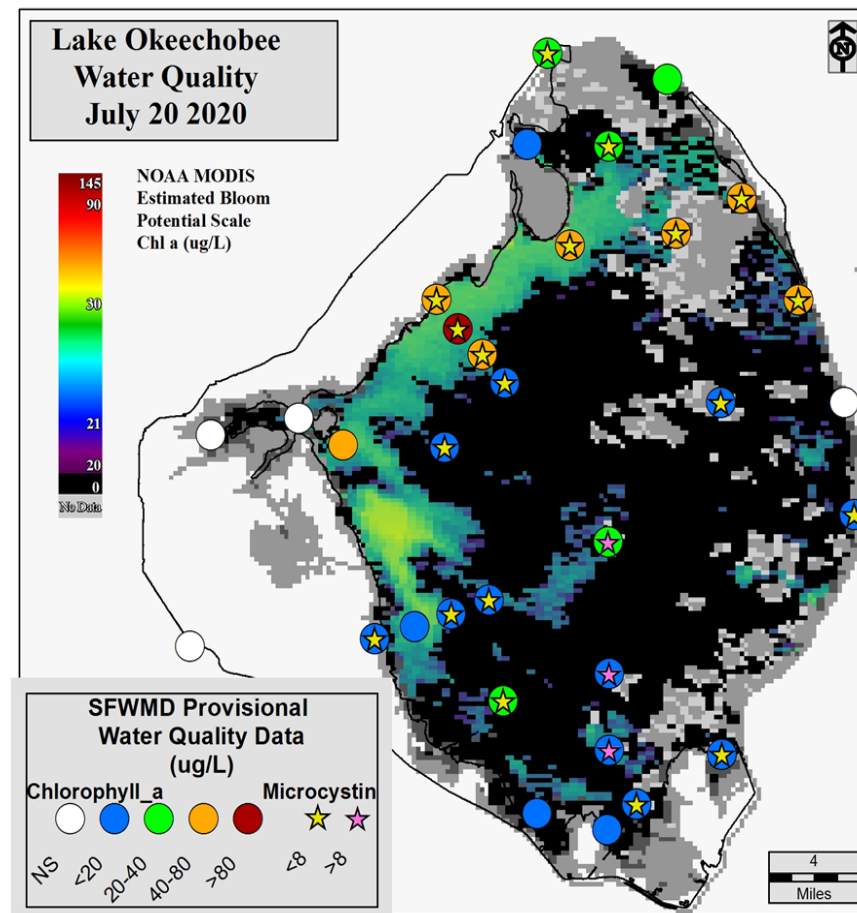 Lake Okeechobee
Water Quality
July 20 2020
N
NOAA MODIS
Estimated Bloom
Potential Scale
Chl a (ug/L)
145
90
30
21
20
0
No Data
SFWMD Provisional
Water Quality Data
(ug/L)
Chlorophyll_a Microcystin
NS <20 20-40 40-80 >80 <8 >8
4
Miles